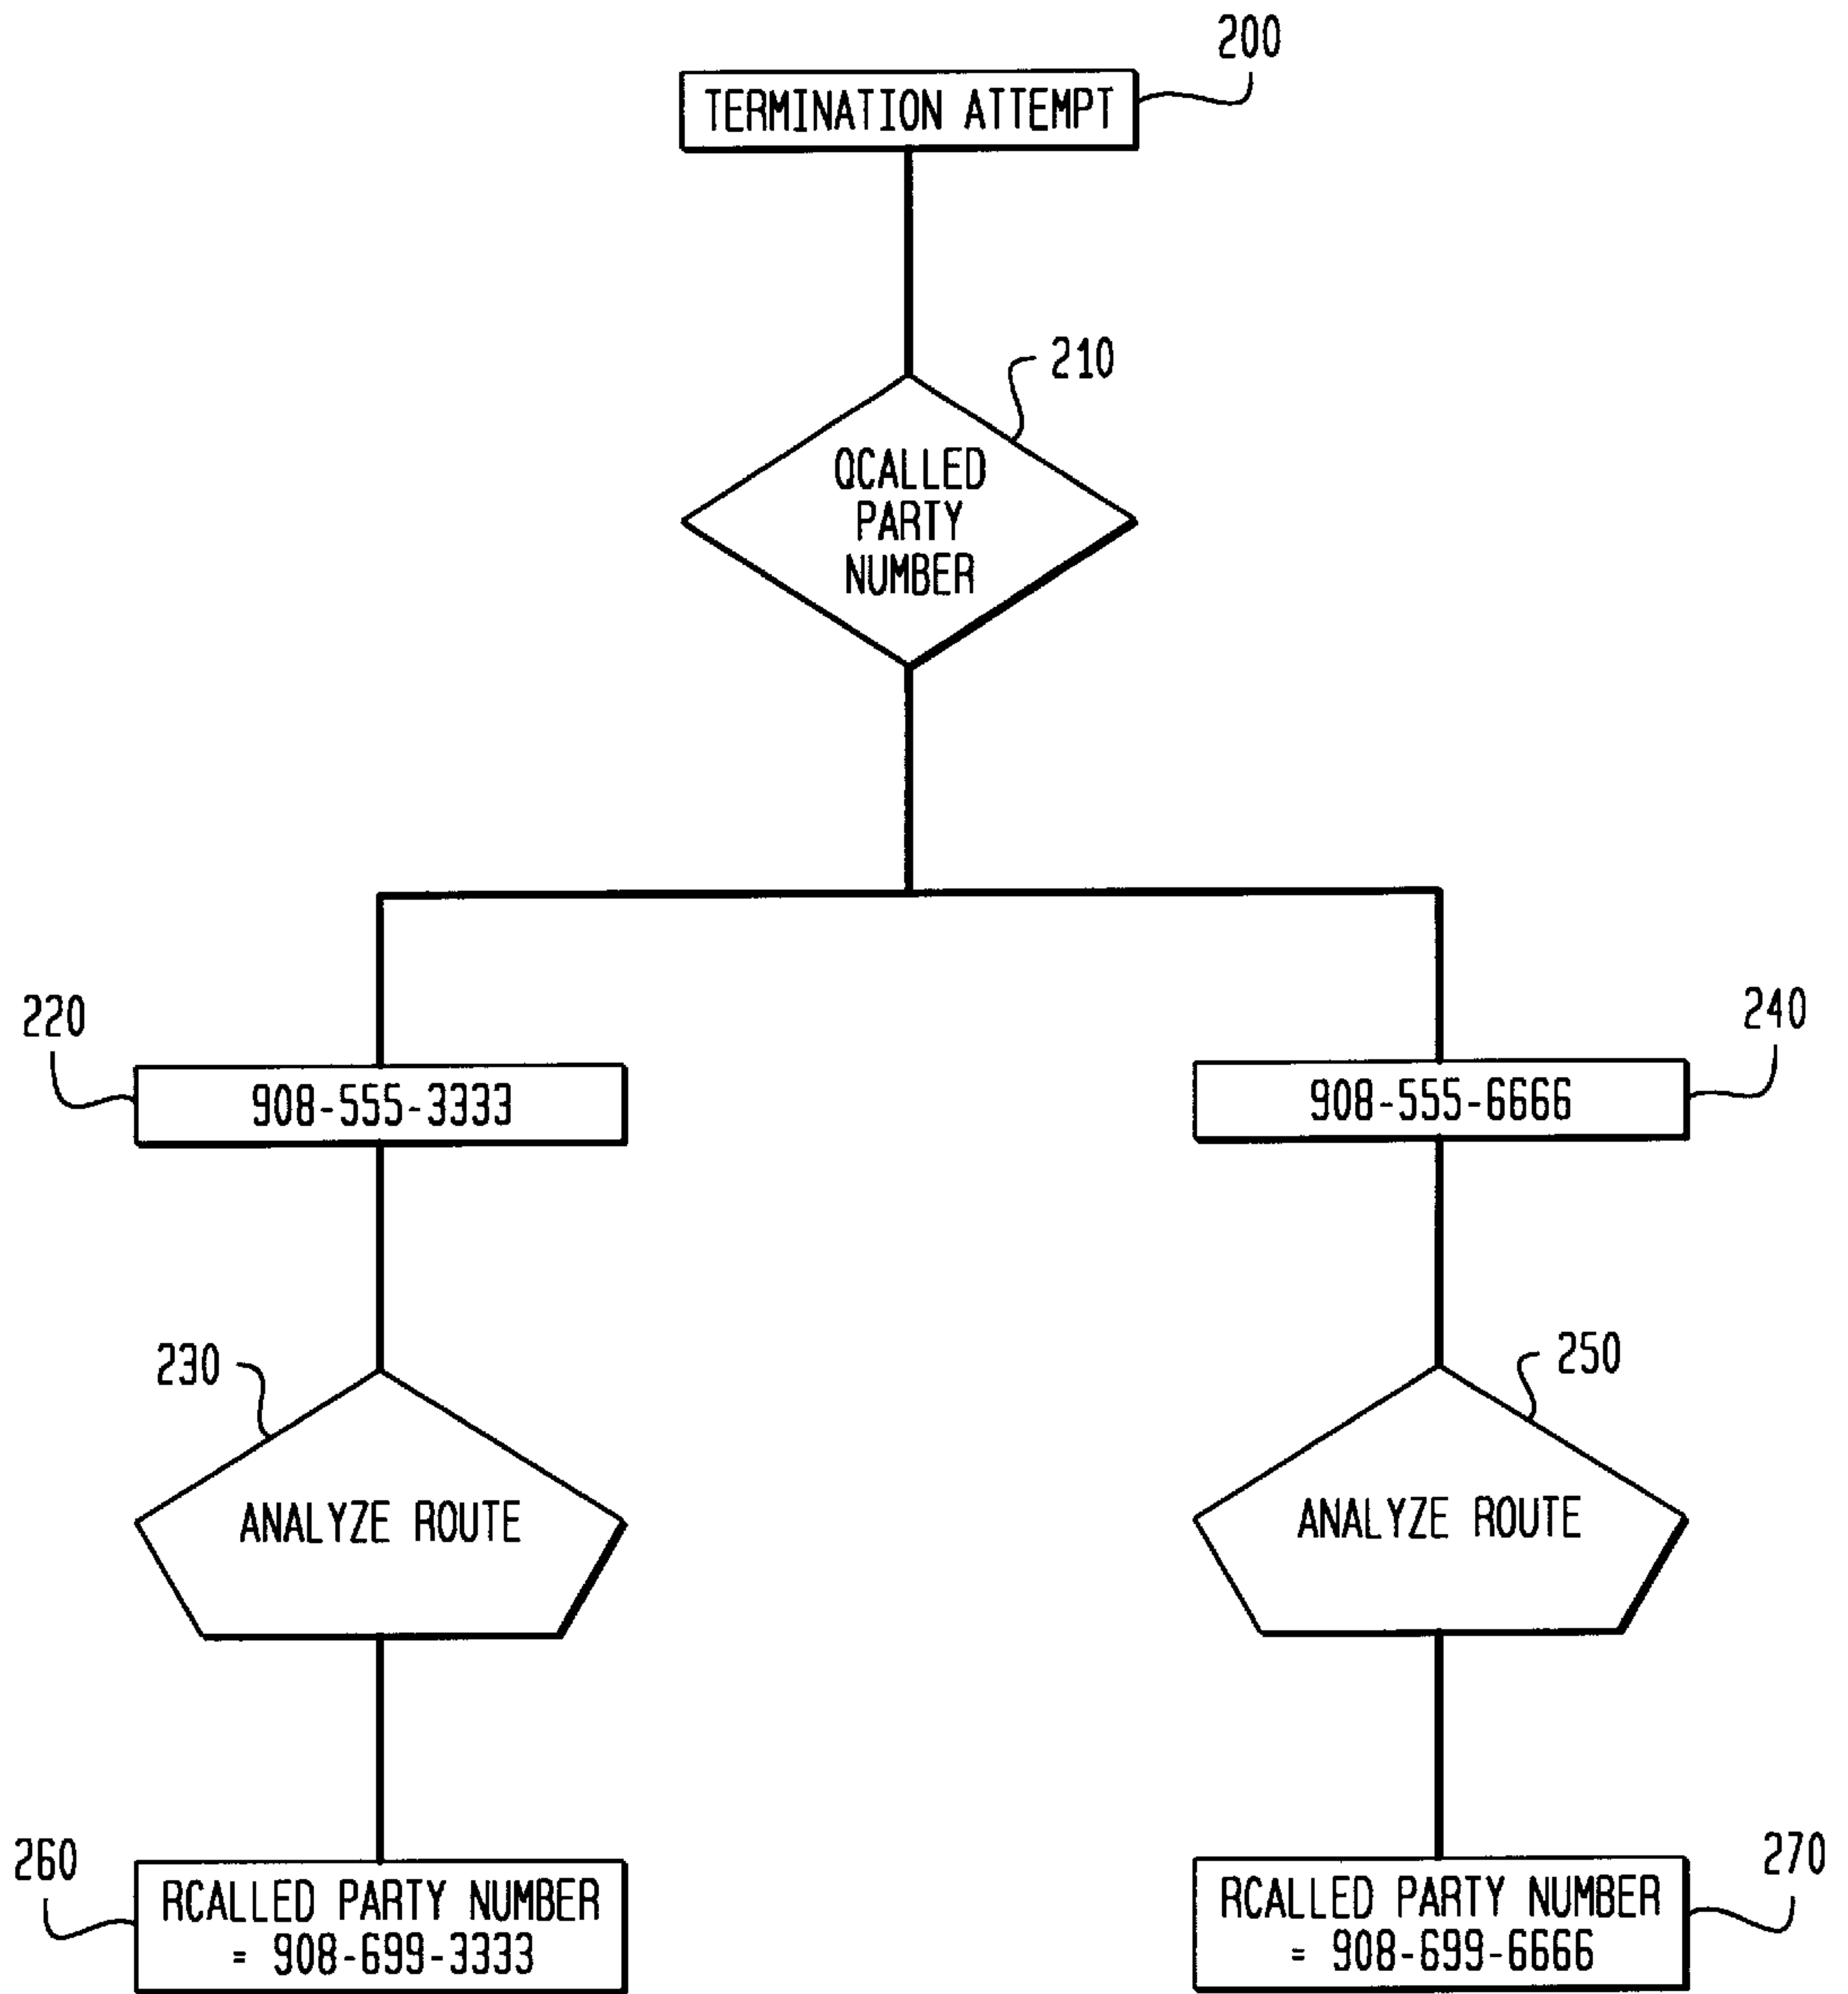 200
TERMINATION ATTEMPT
210
QCALLED
PARTY
NUMBER
220
908-555-3333
240
908-555-6666
230
ANALYZE ROUTE
250
ANALYZE ROUTE
260
RCALLED PARTY NUMBER
= 908-699-3333
270
RCALLED PARTY NUMBER
= 908-699-6666